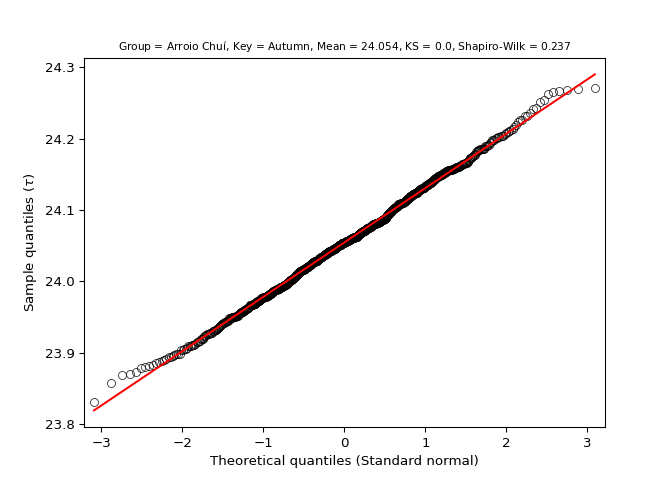 Group = Arroio Chuí, Key = Autumn, Mean = 24.054, KS = 0.0, Shapiro-Wilk = 0.237
24.3
24.2
24.1
24.0
23.9
23.8
Sample quantiles (τ)
−3 −2 −1 0 1 2 3
Theoretical quantiles (Standard normal)